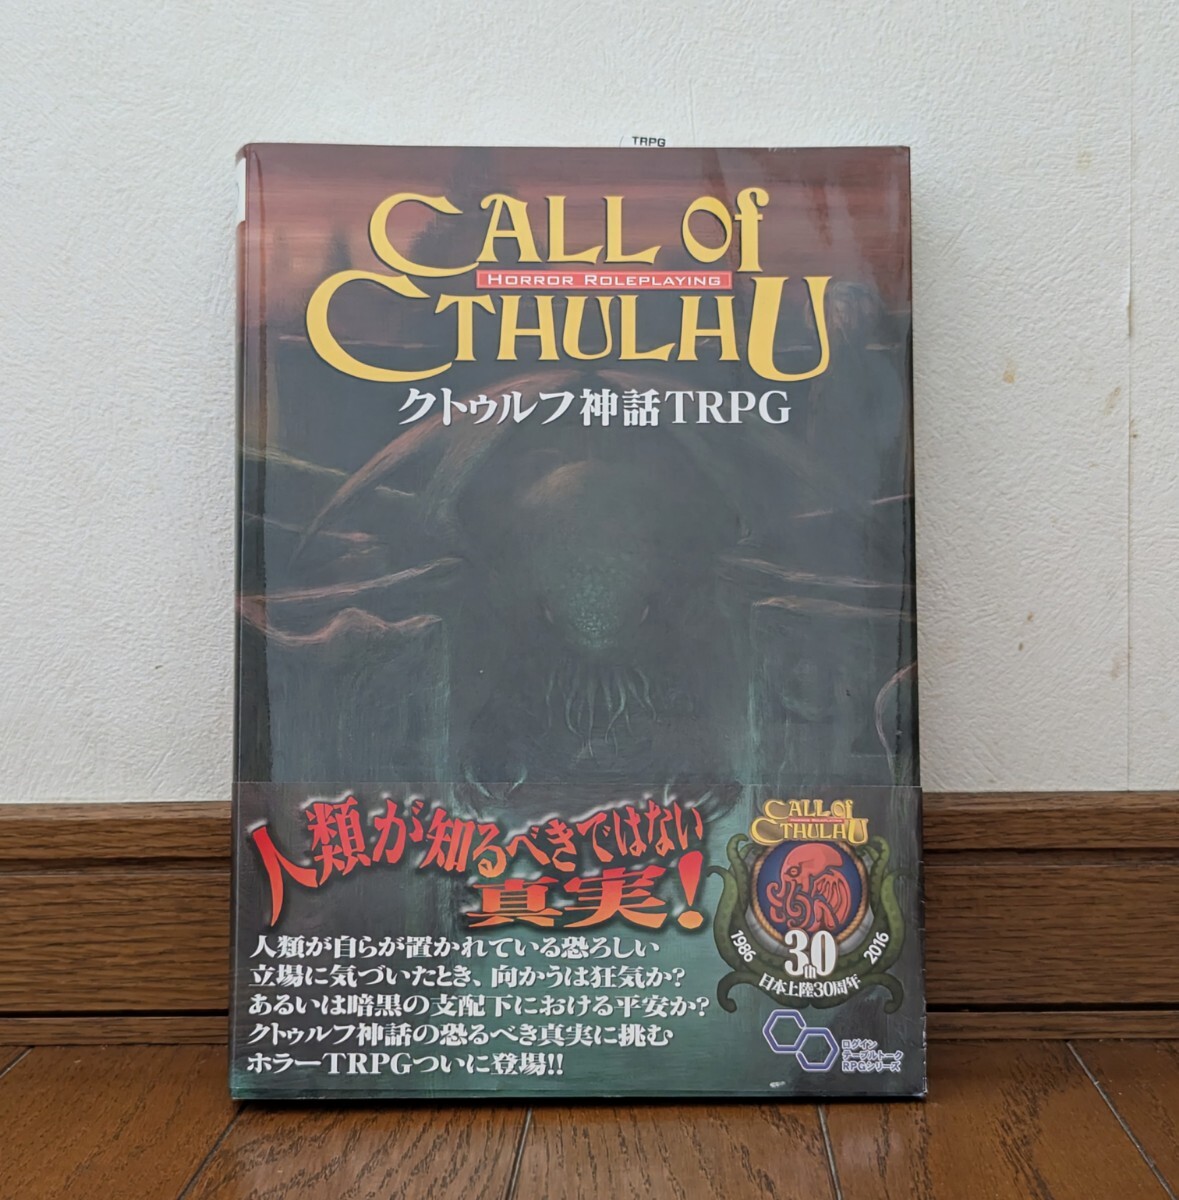 TRPG
CALL of
HORROR ROLEPLAYING
CTHULHU
クトゥルフ神話TRPG
人類が知るべきではない
真実!
人類が自らが置かれている恐ろしい
立場に気づいたとき、向かうは狂気か?
あるいは暗黒の支配下における平安か?
クトゥルフ神話の恐るべき真実に挑む
ホラーTRPGついに登場!!
CALL of
HORROR ROLEPLAYING
CTHULHU
1986
30th
2016
日本上陸30周年
ログイン
テーブルトーク
RPGシリーズ